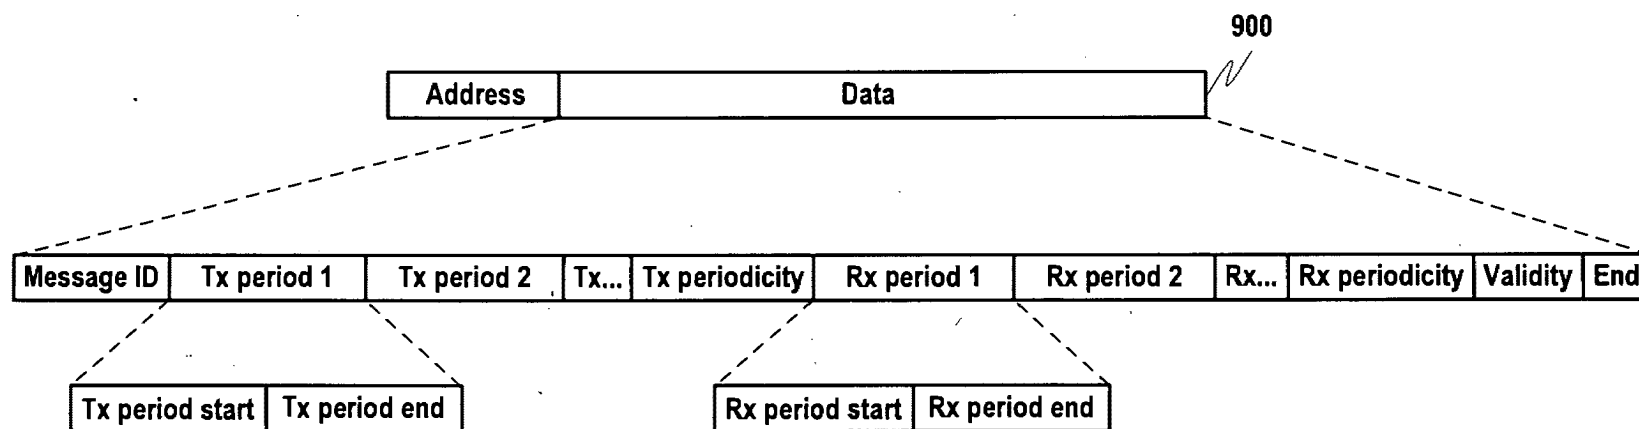 900
Address Data
Message ID Tx period 1 Tx period 2 Tx... Tx periodicity Rx period 1 Rx period 2 Rx... Rx periodicity Validity End
Tx period start Tx period end Rx period start Rx period end